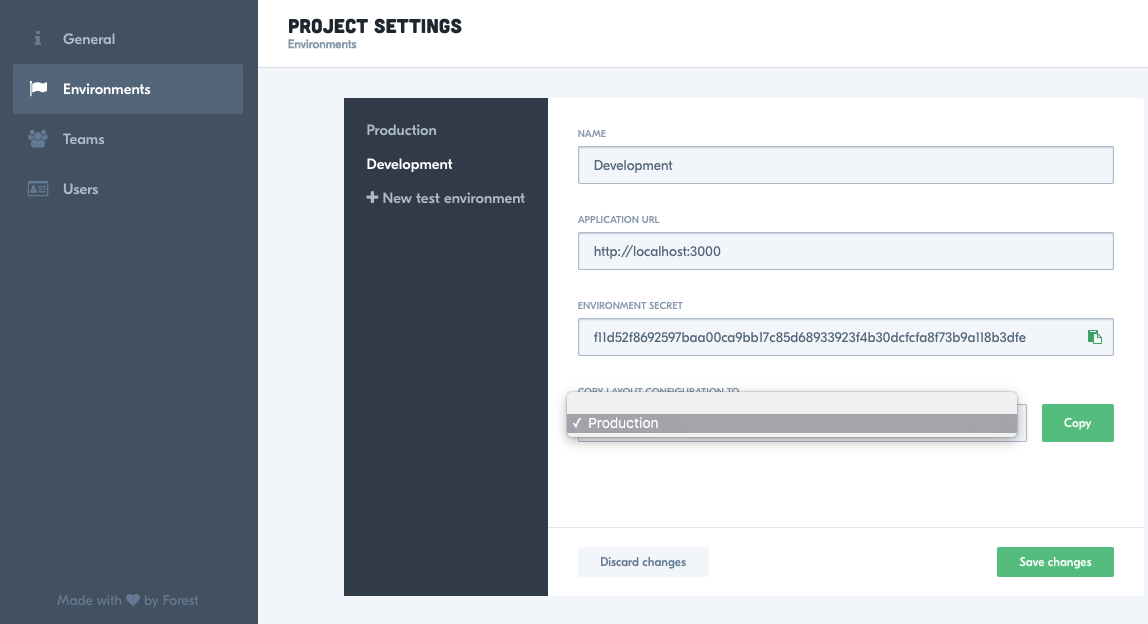 General
Environments
Teams
Users
Made with by Forest
PROJECT SETTINGS
Environments
Production
Development
New test environment
NAME
Development
APPLICATION URL
http://localhost:3000
ENVIRONMENT SECRET
f11d52f8692597baa00ca9bb17c85d68933923f4b30dcfcfa8f73b9a118b3dfe
COPY LAYOUT CONFIGURATION TO
✓ Production
Copy
Discard changes
Save changes